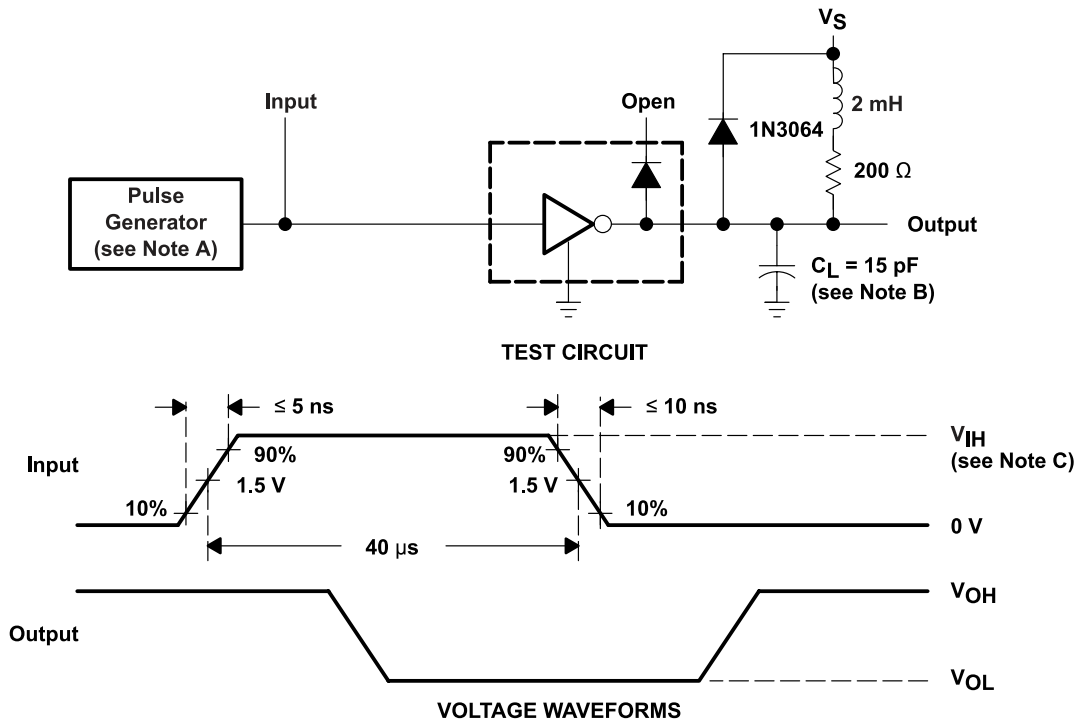 VS
Input
Open
2 mH
1N3064
200 Ω
Pulse
Generator
(see Note A)
Output
CL = 15 pF
(see Note B)
TEST CIRCUIT
≤ 5 ns
≤ 10 ns
Input
90%
90%
VIH
(see Note C)
1.5 V
1.5 V
10%
10%
0 V
40 μs
VOH
Output
VOL
VOLTAGE WAVEFORMS